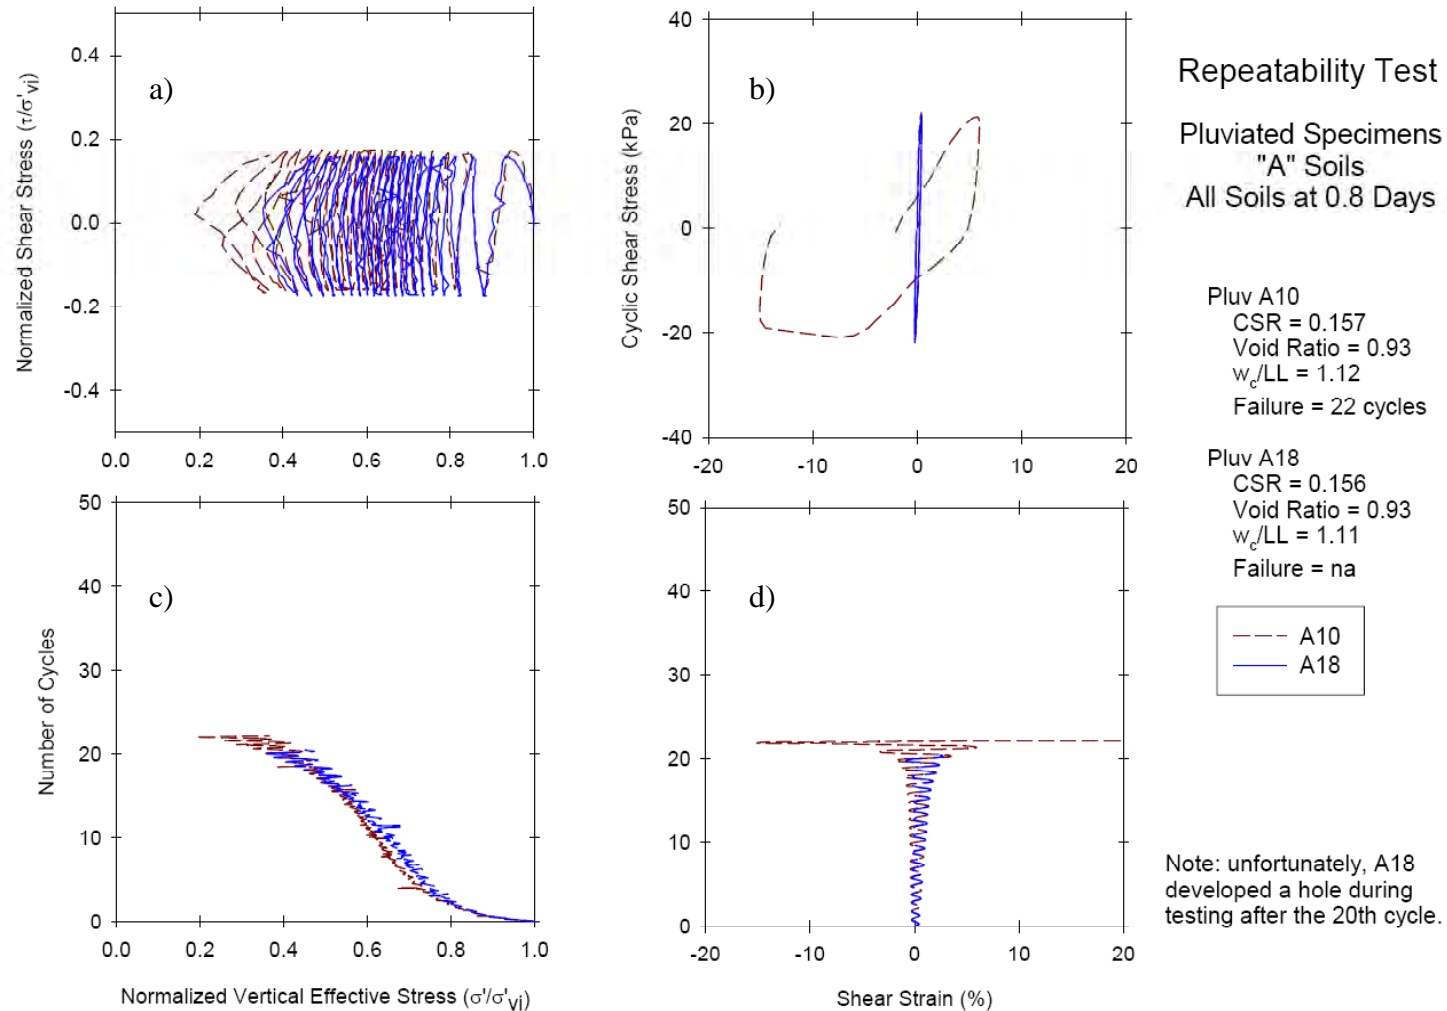 a)
0.4
0.2
0.0
-0.2
-0.4
Normalized Shear Stress (τ/σ'vi)
0.0 0.2 0.4 0.6 0.8 1.0
b)
40
20
0
-20
-40
Cyclic Shear Stress (kPa)
-20 -10 0 10 20
c)
50
40
30
20
10
0
Number of Cycles
0.0 0.2 0.4 0.6 0.8 1.0
Normalized Vertical Effective Stress (σ'/σ'vi)
d)
50
40
30
20
10
0
-20 -10 0 10 20
Shear Strain (%)
Repeatability Test
Pluviated Specimens
"A" Soils
All Soils at 0.8 Days
Pluv A10
CSR = 0.157
Void Ratio = 0.93
wc/LL = 1.12
Failure = 22 cycles
Pluv A18
CSR = 0.156
Void Ratio = 0.93
wc/LL = 1.11
Failure = na
A10
A18
Note: unfortunately, A18
developed a hole during
testing after the 20th cycle.